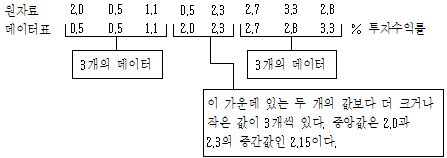 원자료 2.0 0.5 1.1 0.5 2.3 2.7 3.3 2.8
데이터표 0.5 0.5 1.1 2.0 2.3 2.7 2.8 3.3 % 투자수익률
3개의 데이터 3개의 데이터
이 가운데 있는 두 개의 값보다 더 크거나
작은 값이 3개씩 있다. 중앙값은 2.0과
2.3의 중간값인 2.15이다.